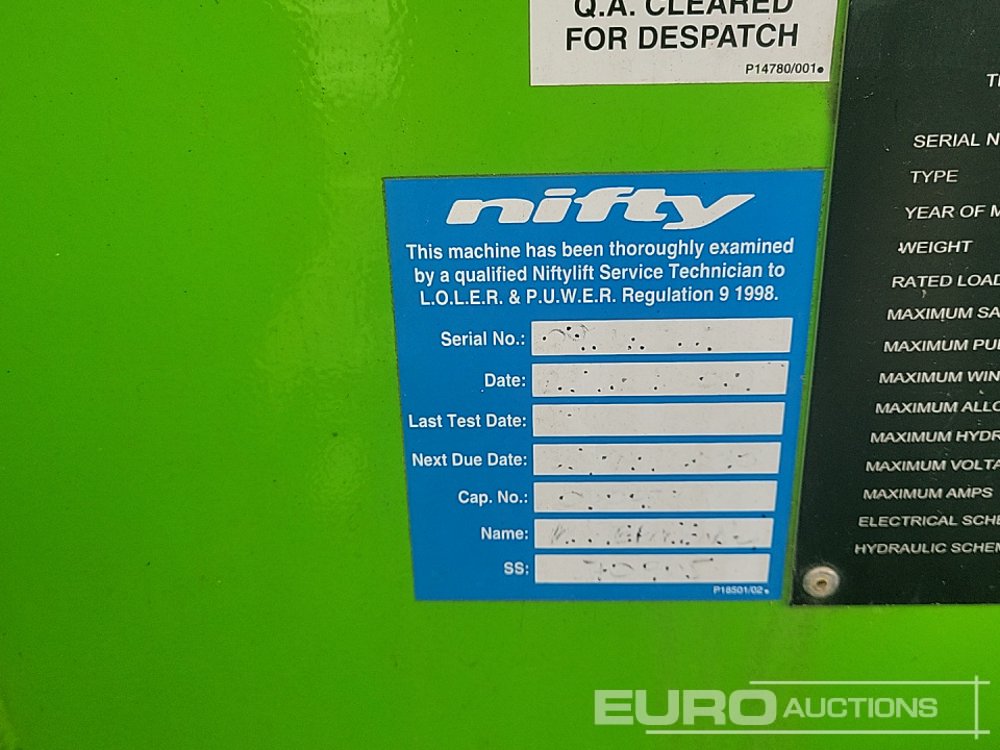 Q.A. CLEARED
FOR DESPATCH
P14780/001
nifty
This machine has been thoroughly examined
by a qualified Niftylift Service Technician to
L.O.L.E.R. & P.U.W.E.R. Regulation 9 1998.
Serial No.:
Date:
Last Test Date:
Next Due Date:
Cap. No.:
Name:
SS:
P18501/02
SERIAL N
TYPE
YEAR OF M
WEIGHT
RATED LOAD
MAXIMUM SA
MAXIMUM PUL
MAXIMUM WIN
MAXIMUM ALLO
MAXIMUM HYDR
MAXIMUM VOLTA
MAXIMUM AMPS
ELECTRICAL SCHE
HYDRAULIC SCHEM
EURO AUCTIONS